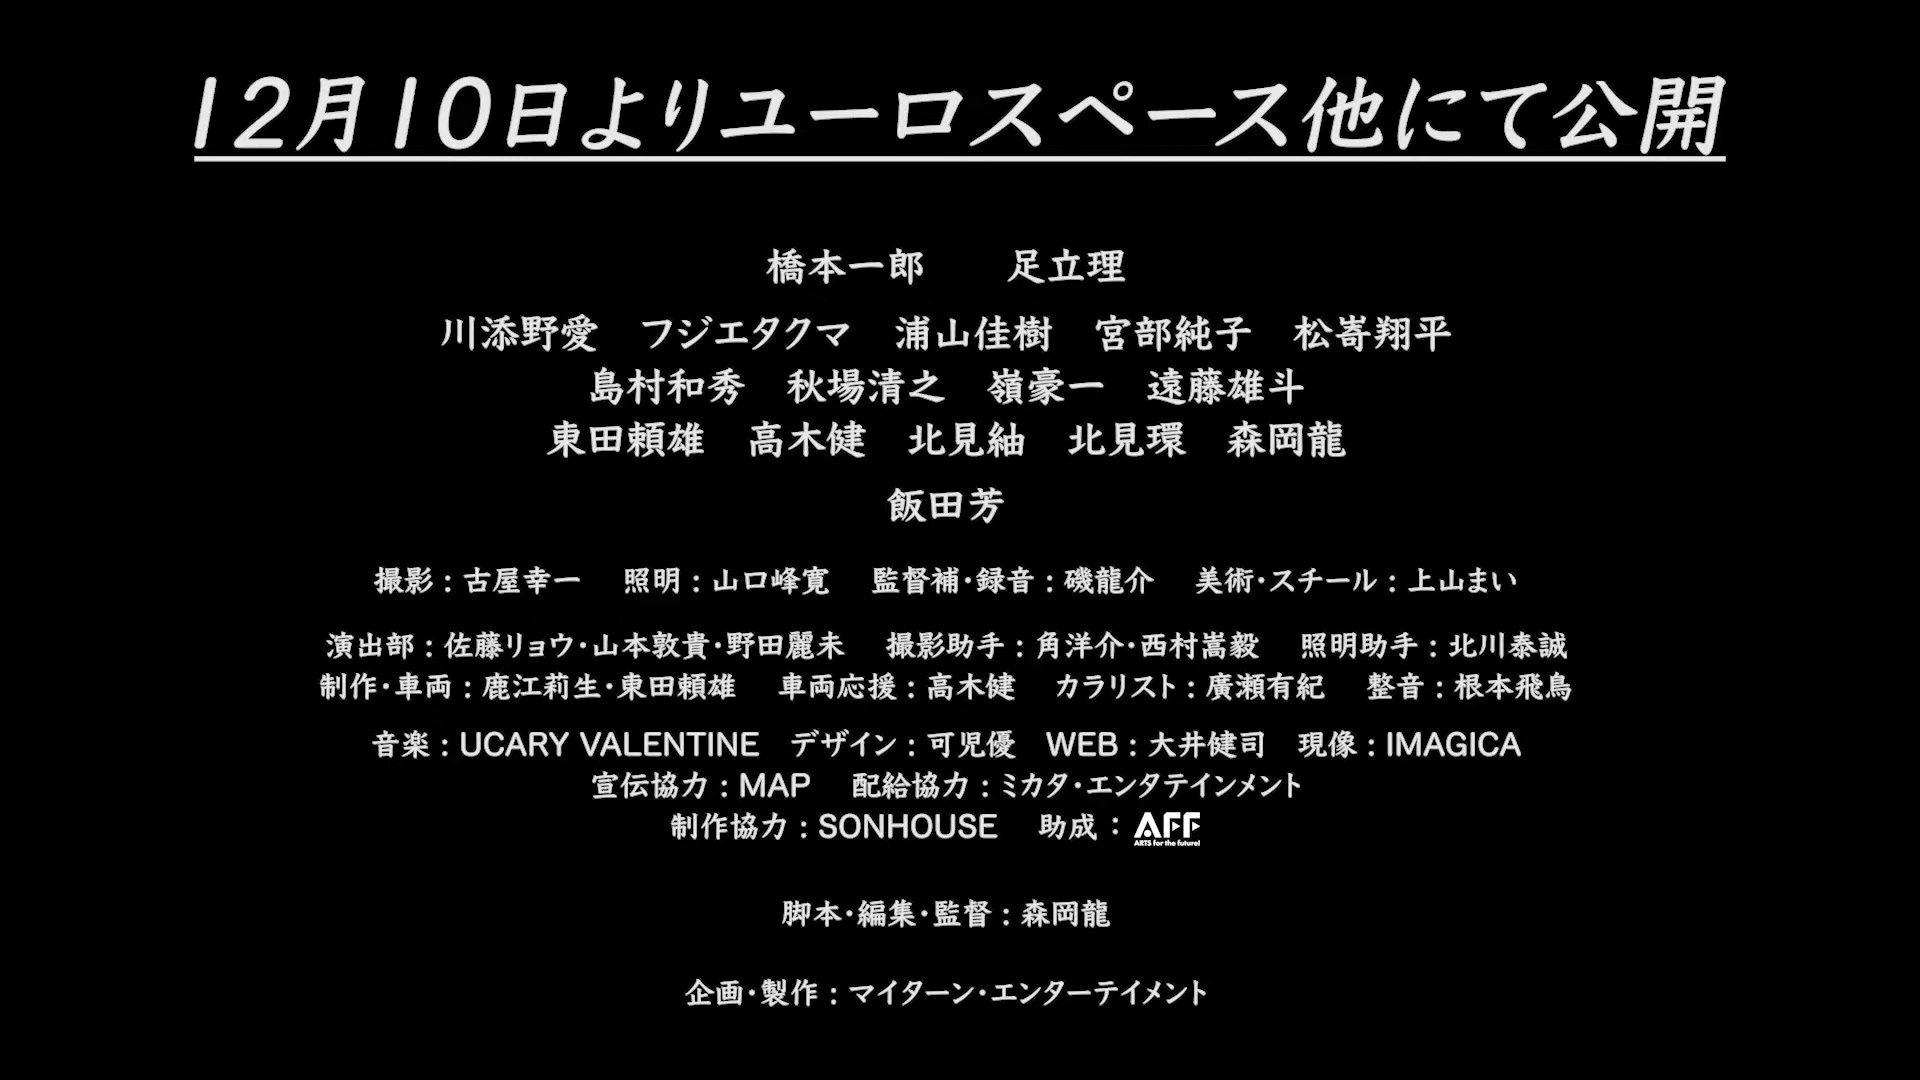 12月10日よりユーロスペース他にて公開
橋本一郎　　足立理
川添野愛　フジエタクマ　浦山佳樹　宮部純子　松嵜翔平
島村和秀　秋場清之　嶺豪一　遠藤雄斗
東田頼雄　高木健　北見紬　北見環　森岡龍
飯田芳
撮影：古屋幸一　照明：山口峰寛　監督補・録音：磯龍介　美術・スチール：上山まい
演出部：佐藤リョウ・山本敦貴・野田麗未　撮影助手：角洋介・西村嵩毅　照明助手：北川泰誠
制作・車両：鹿江莉生・東田頼雄　車両応援：高木健　カラリスト：廣瀬有紀　整音：根本飛鳥
音楽：UCARY VALENTINE　デザイン：可児優　WEB：大井健司　現像：IMAGICA
宣伝協力：MAP　配給協力：ミカタ・エンタテインメント
制作協力：SONHOUSE　助成：AFF
ARTS for the future!
脚本・編集・監督：森岡龍
企画・製作：マイターン・エンターテイメント